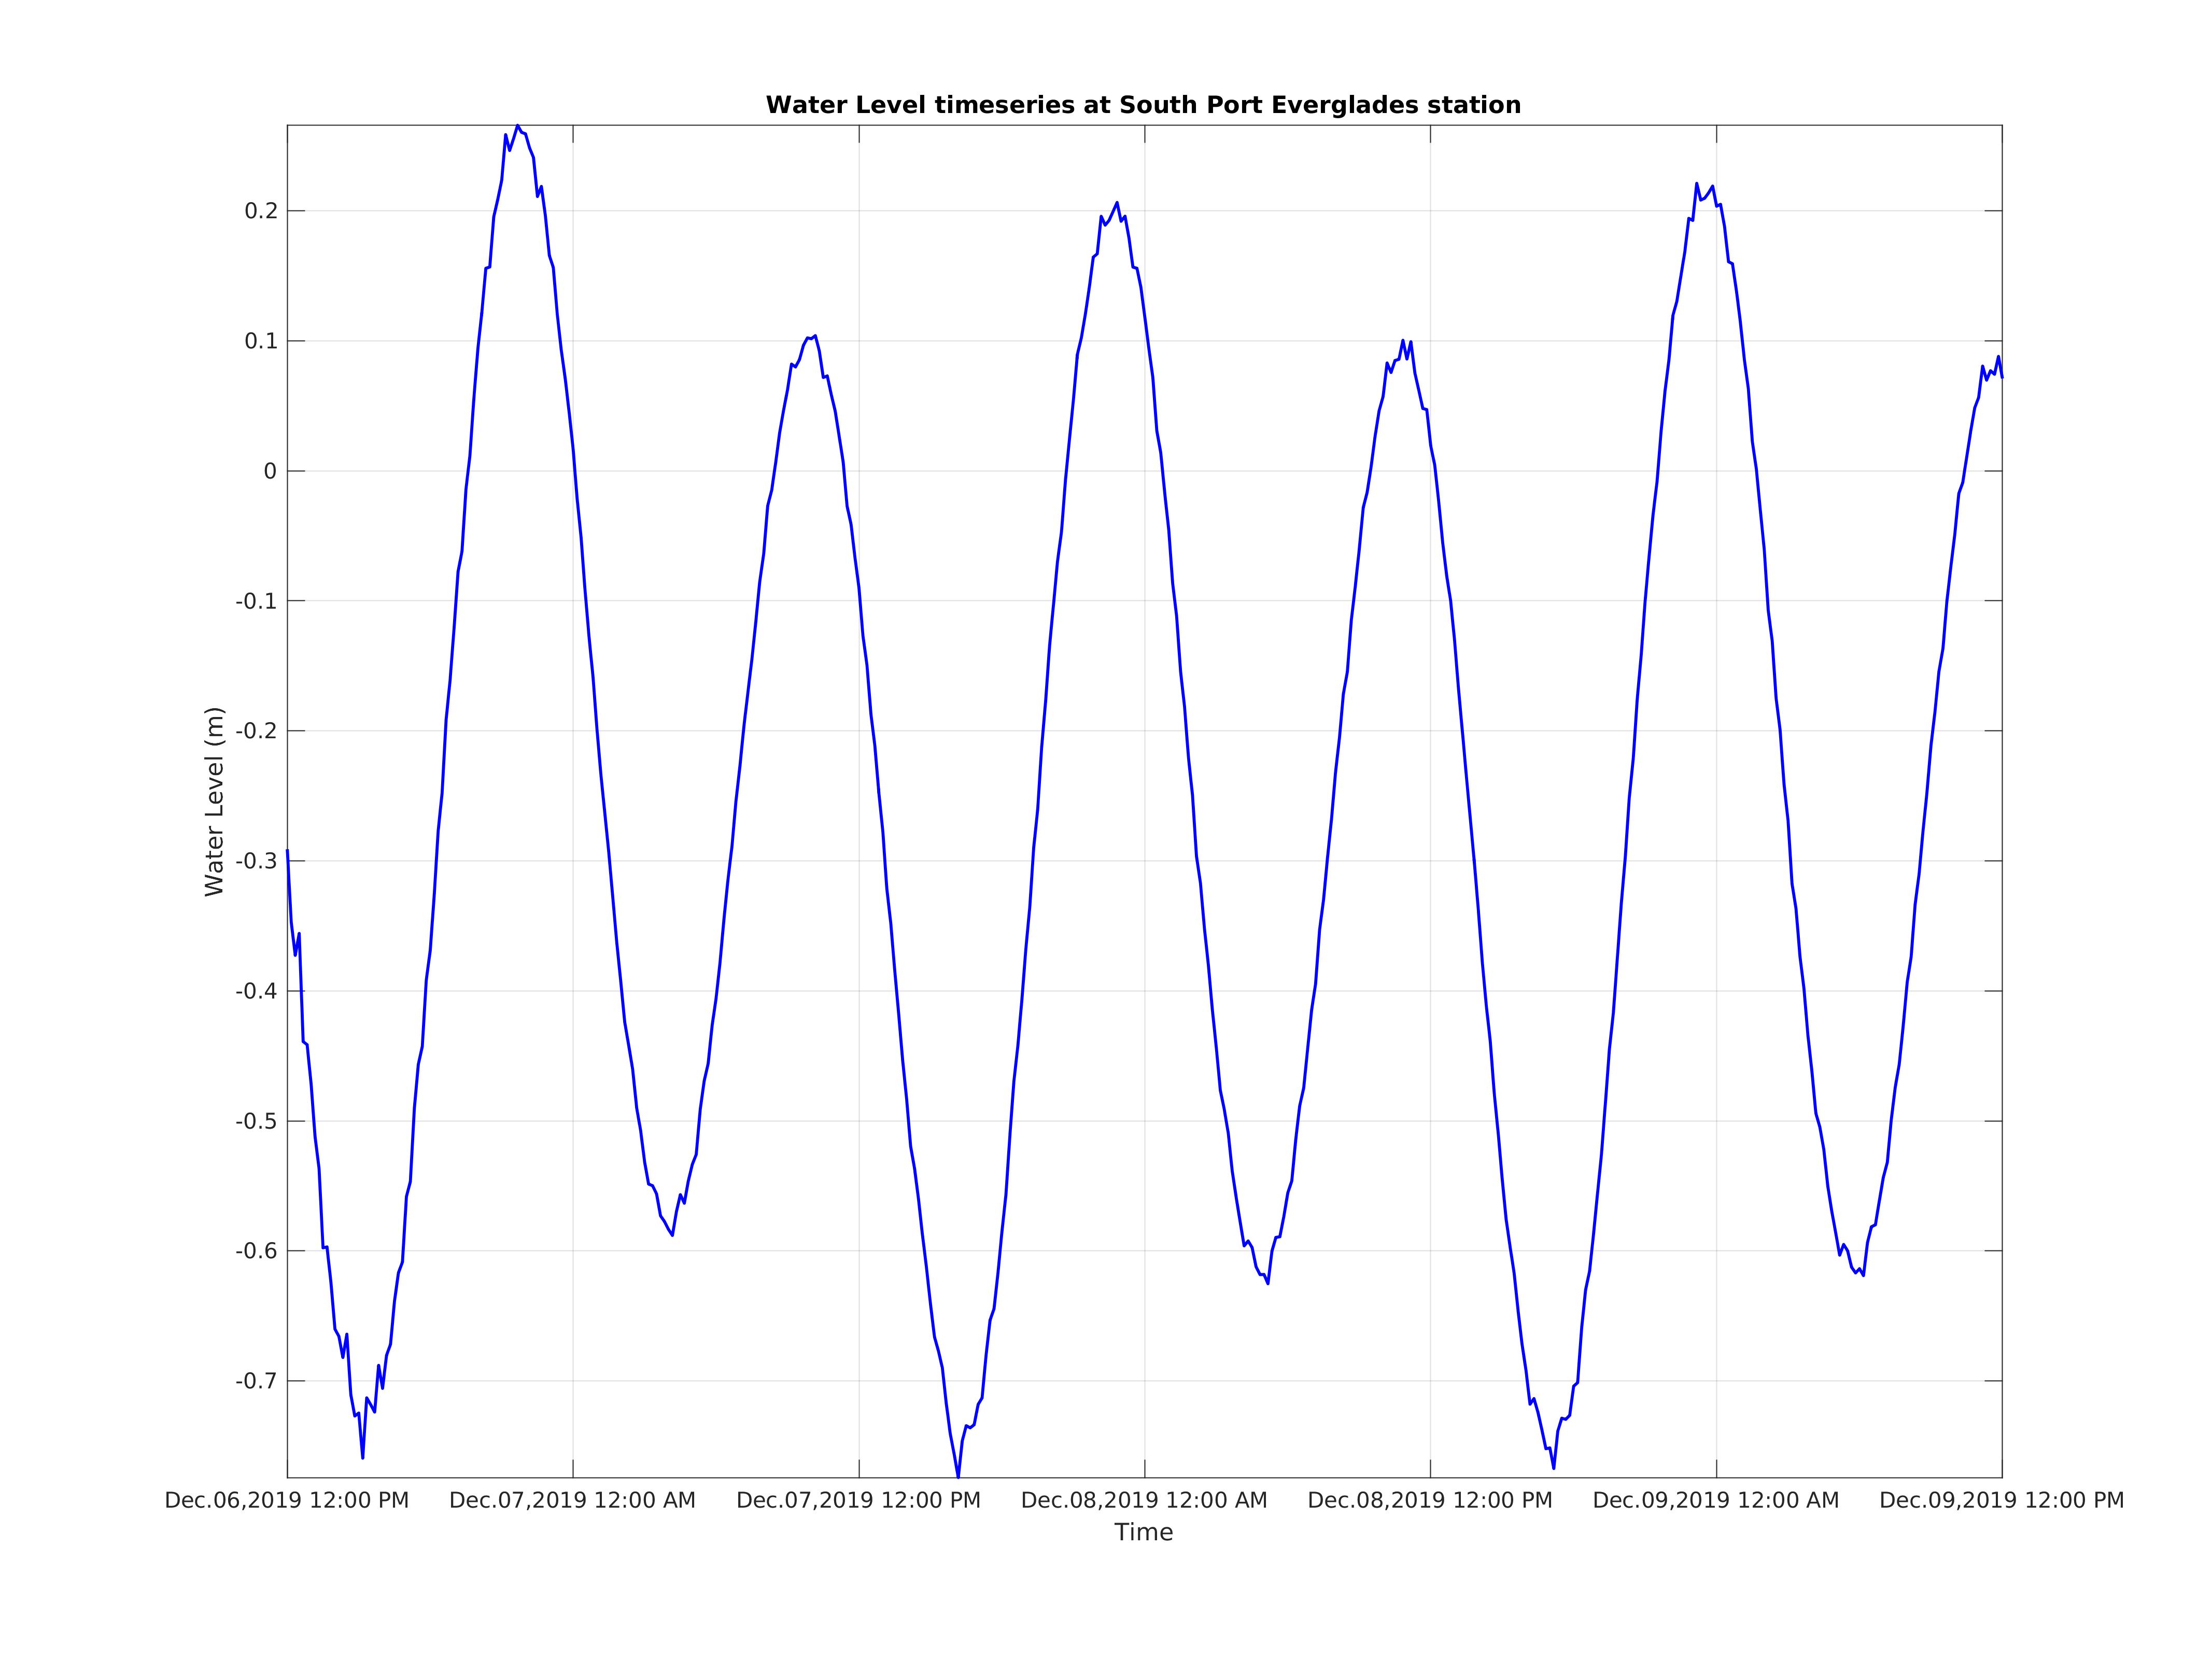 Water Level timeseries at South Port Everglades station
0.2
0.1
0
-0.1
-0.2
-0.3
-0.4
-0.5
-0.6
-0.7
Water Level (m)
Dec.06,2019 12:00 PM Dec.07,2019 12:00 AM Dec.07,2019 12:00 PM Dec.08,2019 12:00 AM Dec.08,2019 12:00 PM Dec.09,2019 12:00 AM Dec.09,2019 12:00 PM
Time